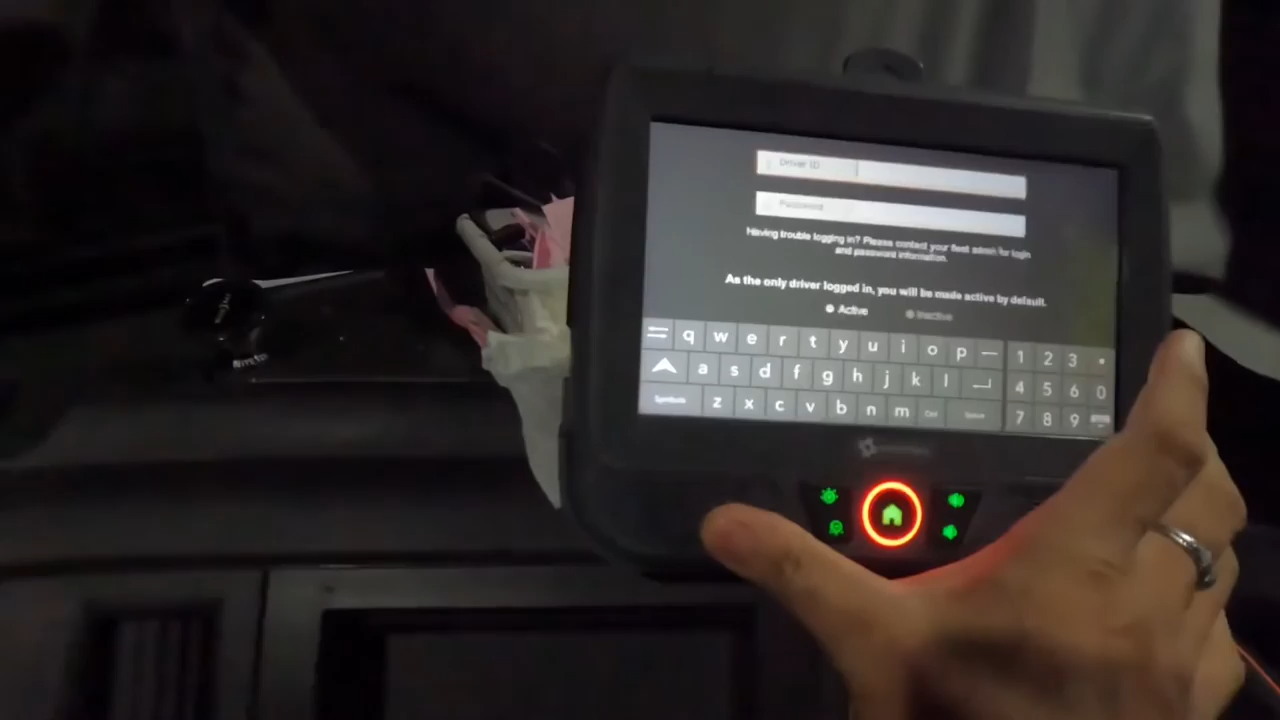 Driver ID
Password
Having trouble logging in? Please contact your fleet admin for login
and password information.
As the only driver logged in, you will be made active by default.
Active Inactive
q w e r t y u i o p 1 2 3
a s d f g h j k l 4 5 6 0
Symbols z x c v b n m Del Space 7 8 9